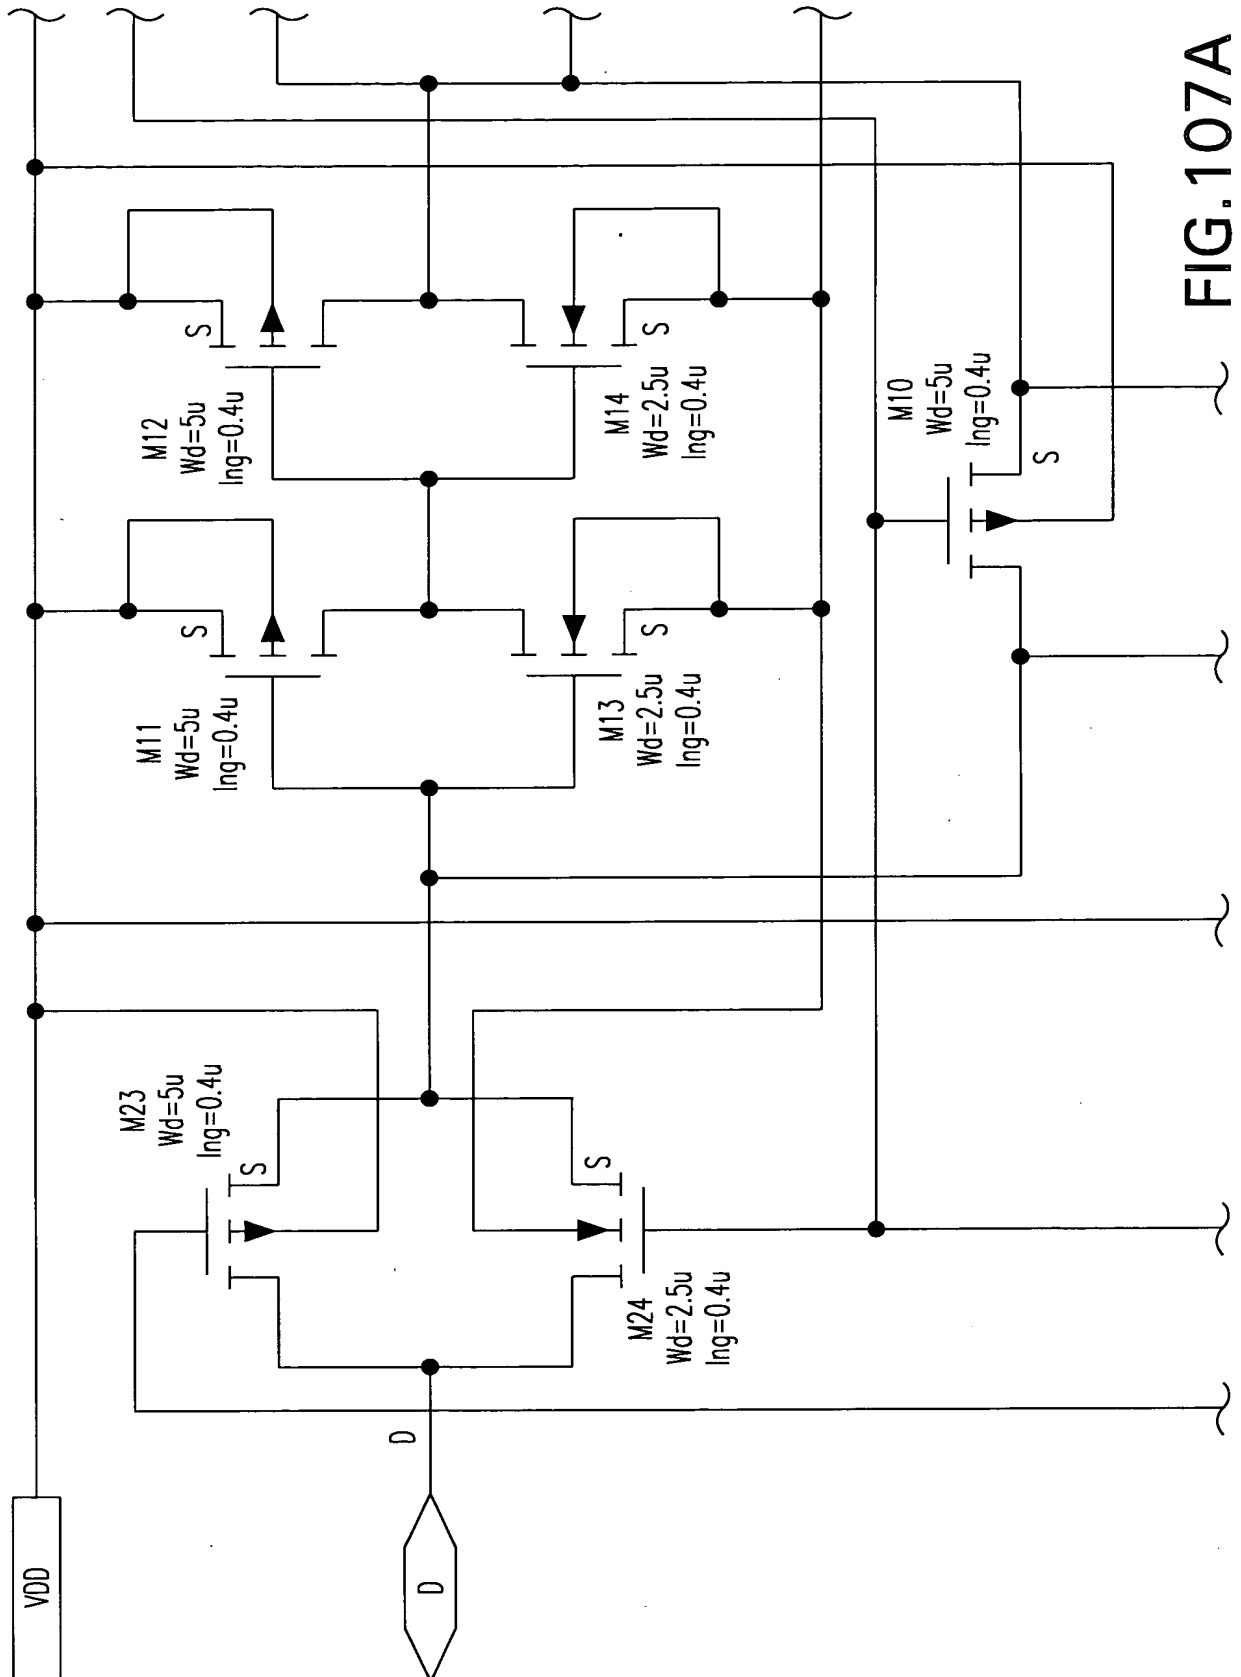 VDD
D
D
M23
Wd=5u
lng=0.4u
S
M24
Wd=2.5u
lng=0.4u
S
M11
Wd=5u
lng=0.4u
S
M13
Wd=2.5u
lng=0.4u
S
M12
Wd=5u
lng=0.4u
S
M14
Wd=2.5u
lng=0.4u
S
M10
Wd=5u
lng=0.4u
S
FIG.107A